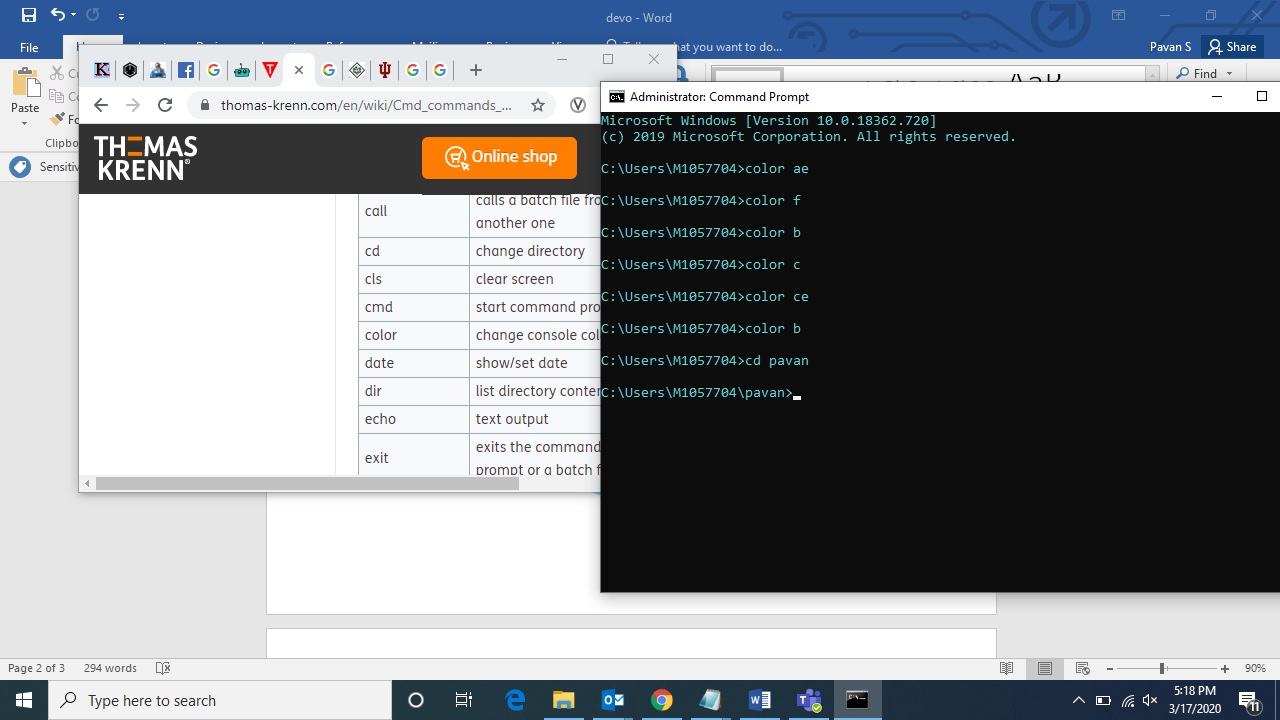 devo - Word
File
what you want to do...
Pavan S
Share
Paste
Find
Clipbo
Sensitiv
thomas-krenn.com/en/wiki/Cmd_commands_...
THOMAS
KRENN®
Online shop
call
calls a batch file fro
another one
cd
change directory
cls
clear screen
cmd
start command pro
color
change console col
date
show/set date
dir
list directory conten
echo
text output
exit
exits the command
prompt or a batch f
Administrator: Command Prompt
Microsoft Windows [Version 10.0.18362.720]
(c) 2019 Microsoft Corporation. All rights reserved.
C:\Users\M1057704>color ae
C:\Users\M1057704>color f
C:\Users\M1057704>color b
C:\Users\M1057704>color c
C:\Users\M1057704>color ce
C:\Users\M1057704>color b
C:\Users\M1057704>cd pavan
C:\Users\M1057704\pavan>
Page 2 of 3
294 words
90%
Type here to search
5:18 PM
3/17/2020
11